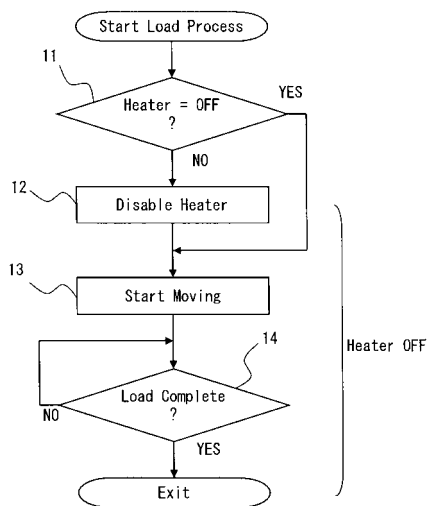 Start Load Process
11
Heater = OFF
?
YES
NO
12
Disable Heater
13
Start Moving
14
Heater OFF
Load Complete
?
NO
YES
Exit